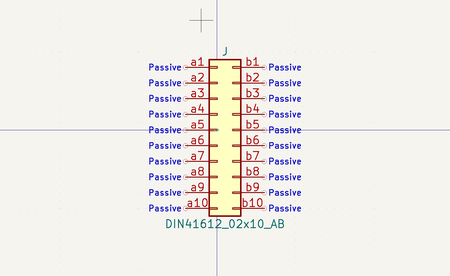 J
Passive a1 b1 Passive
Passive a2 b2 Passive
Passive a3 b3 Passive
Passive a4 b4 Passive
Passive a5 b5 Passive
Passive a6 b6 Passive
Passive a7 b7 Passive
Passive a8 b8 Passive
Passive a9 b9 Passive
Passive a10 b10 Passive
DIN41612_02x10_AB